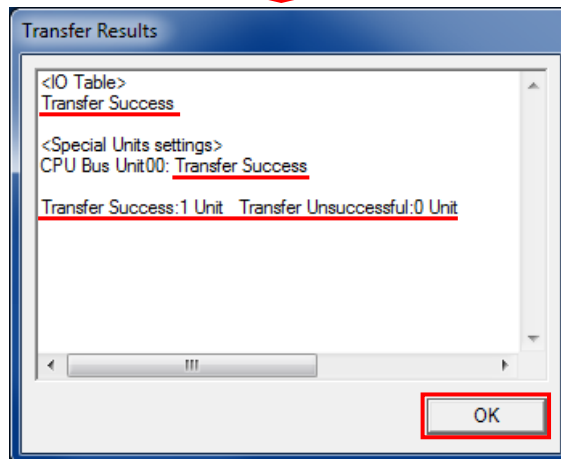 Transfer Results
<IO Table>
Transfer Success
<Special Units settings>
CPU Bus Unit00: Transfer Success
Transfer Success:1 Unit   Transfer Unsuccessful:0 Unit
OK